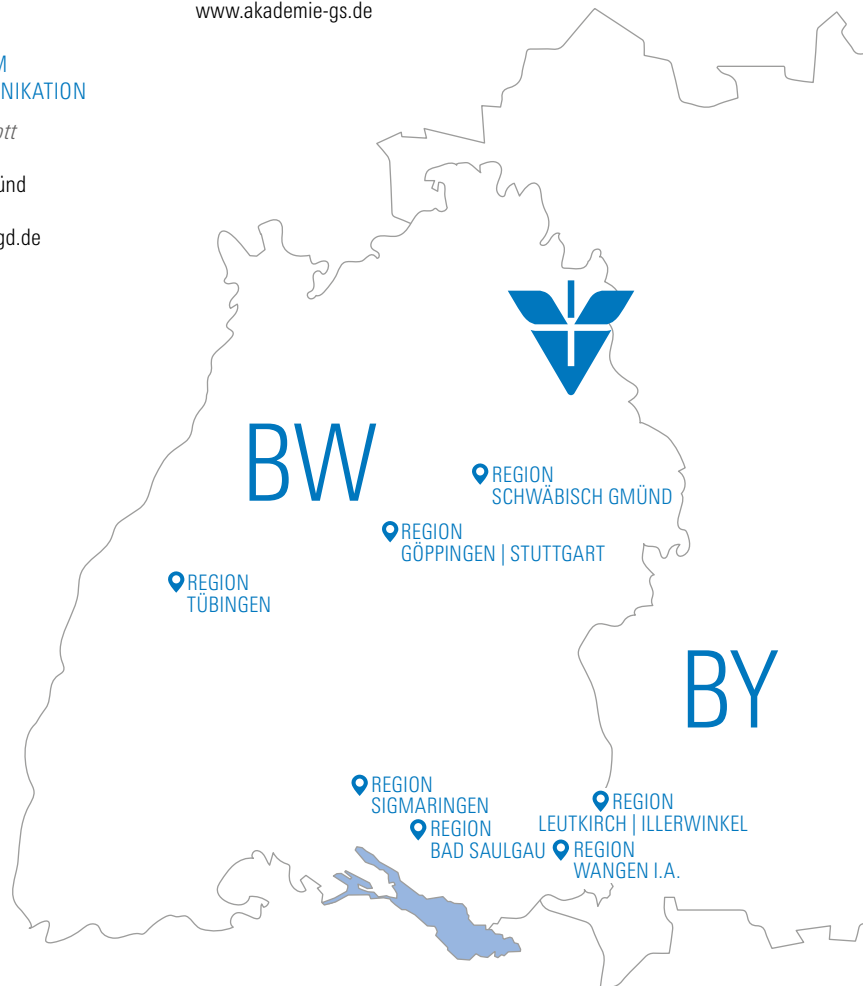 www.akademie-gs.de
NIKATION
ott
ünd
gd.de
BW
REGION
SCHWÄBISCH GMÜND
REGION
GÖPPINGEN | STUTTGART
REGION
TÜBINGEN
BY
REGION
SIGMARINGEN
REGION
LEUTKIRCH | ILLERWINKEL
REGION
BAD SAULGAU
REGION
WANGEN I.A.